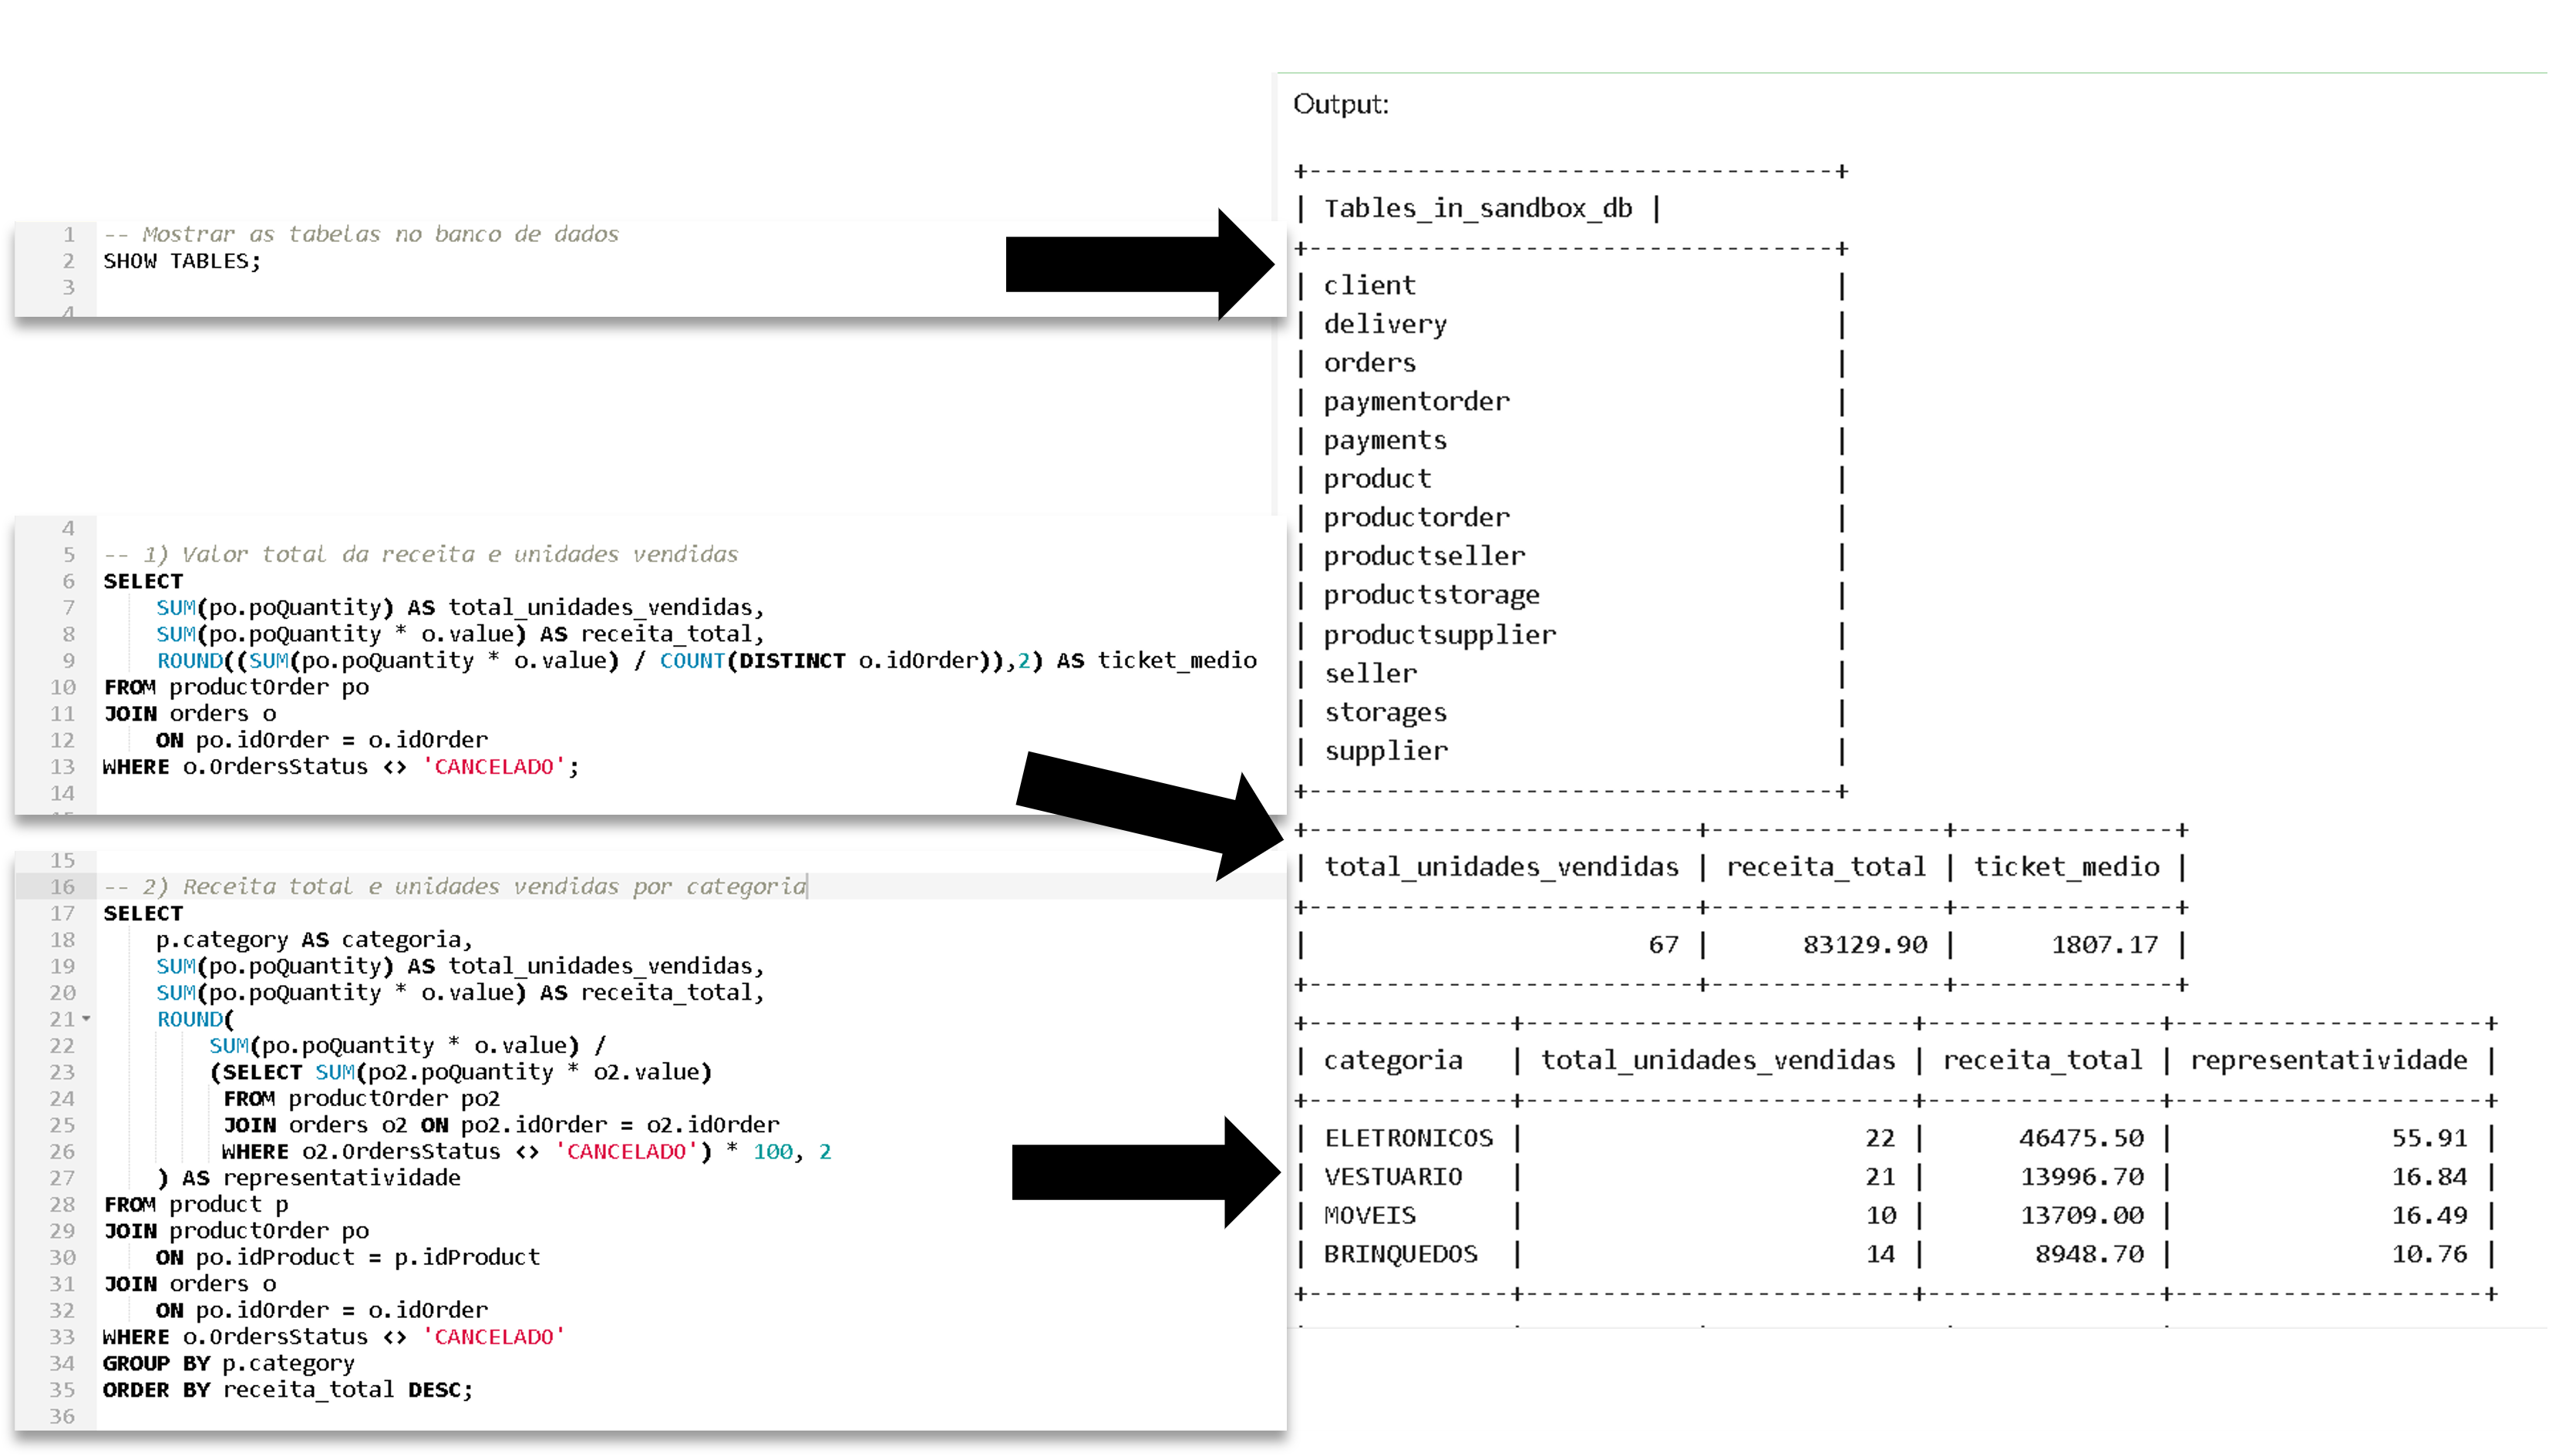 1 -- Mostrar as tabelas no banco de dados
2 SHOW TABLES;
3
4
4
5 -- 1) Valor total da receita e unidades vendidas
6 SELECT
7 SUM(po.poQuantity) AS total_unidades_vendidas,
8 SUM(po.poQuantity * o.value) AS receita_total,
9 ROUND((SUM(po.poQuantity * o.value) / COUNT(DISTINCT o.idOrder)),2) AS ticket_medio
10 FROM productOrder po
11 JOIN orders o
12 ON po.idOrder = o.idOrder
13 WHERE o.OrdersStatus <> 'CANCELADO';
14
15
16 -- 2) Receita total e unidades vendidas por categoria
17 SELECT
18 p.category AS categoria,
19 SUM(po.poQuantity) AS total_unidades_vendidas,
20 SUM(po.poQuantity * o.value) AS receita_total,
21 ROUND(
22 SUM(po.poQuantity * o.value) /
23 (SELECT SUM(po2.poQuantity * o2.value)
24 FROM productOrder po2
25 JOIN orders o2 ON po2.idOrder = o2.idOrder
26 WHERE o2.OrdersStatus <> 'CANCELADO') * 100, 2
27 ) AS representatividade
28 FROM product p
29 JOIN productOrder po
30 ON po.idProduct = p.idProduct
31 JOIN orders o
32 ON po.idOrder = o.idOrder
33 WHERE o.OrdersStatus <> 'CANCELADO'
34 GROUP BY p.category
35 ORDER BY receita_total DESC;
36
Output:
+----------------------------------+
| Tables_in_sandbox_db |
+----------------------------------+
| client |
| delivery |
| orders |
| paymentorder |
| payments |
| product |
| productorder |
| productseller |
| productstorage |
| productsupplier |
| seller |
| storages |
| supplier |
+----------------------------------+
+-------------------------+---------------+--------------+
| total_unidades_vendidas | receita_total | ticket_medio |
+-------------------------+---------------+--------------+
| 67 | 83129.90 | 1807.17 |
+-------------------------+---------------+--------------+
+-------------+-------------------------+---------------+--------------------+
| categoria | total_unidades_vendidas | receita_total | representatividade |
+-------------+-------------------------+---------------+--------------------+
| ELETRONICOS | 22 | 46475.50 | 55.91 |
| VESTUARIO | 21 | 13996.70 | 16.84 |
| MOVEIS | 10 | 13709.00 | 16.49 |
| BRINQUEDOS | 14 | 8948.70 | 10.76 |
+-------------+-------------------------+---------------+--------------------+